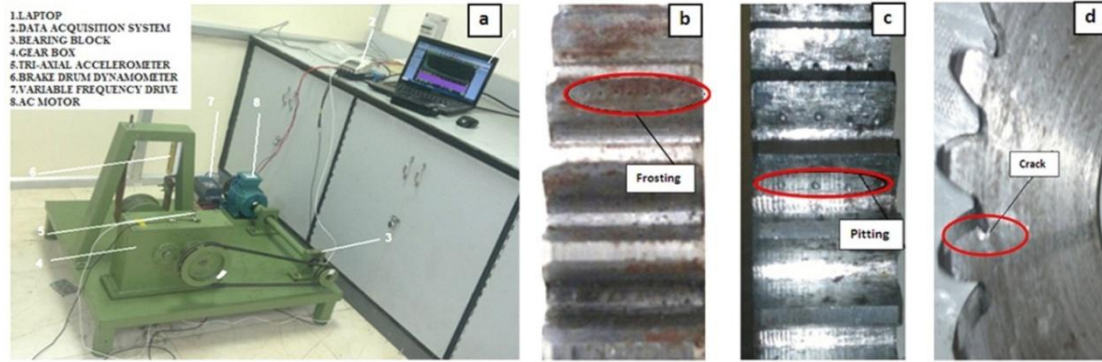 1.LAPTOP
2.DATA ACQUISITION SYSTEM
3.BEARING BLOCK
4.GEAR BOX
5.TRI-AXIAL ACCELEROMETER
6.BRAKE DRUM DYNAMOMETER
7.VARIABLE FREQUENCY DRIVE
8.AC MOTOR
a
2
1
7
8
6
5
4
3
b
Frosting
c
Pitting
d
Crack